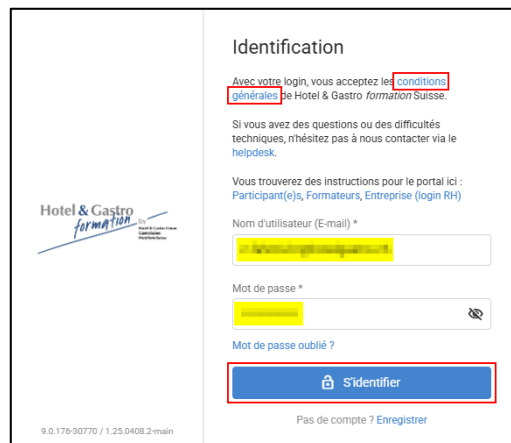 Identification
Avec votre login, vous acceptez les conditions
générales de Hotel & Gastro formation Suisse.
Si vous avez des questions ou des difficultés
techniques, n'hésitez pas à nous contacter via le
helpdesk.
Vous trouverez des instructions pour le portail ici :
Participant(e)s, Formateurs, Entreprise (login RH)
Hotel & Gastro
formation
by
Nom d'utilisateur (E-mail) *
Mot de passe *
Mot de passe oublié ?
S'identifier
Pas de compte ? Enregistrer
9.0.176-30770 / 1.25.0408.2-main